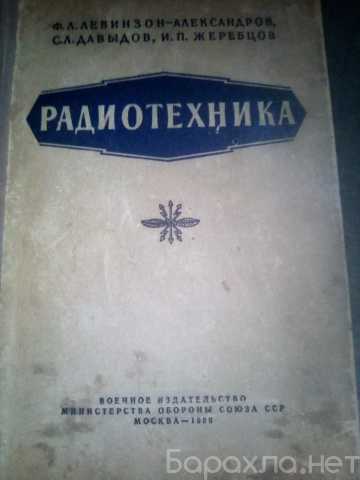 Ф.Л.ЛЕВИНЗОН-АЛЕКСАНДРОВ,
С.Л.ДАВЫДОВ, И.П. ЖЕРЕБЦОВ
РАДИОТЕХНИКА
ВОЕННОЕ ИЗДАТЕЛЬСТВО
МИНИСТЕРСТВА ОБОРОНЫ СОЮЗА ССР
МОСКВА—
Барахла.нет